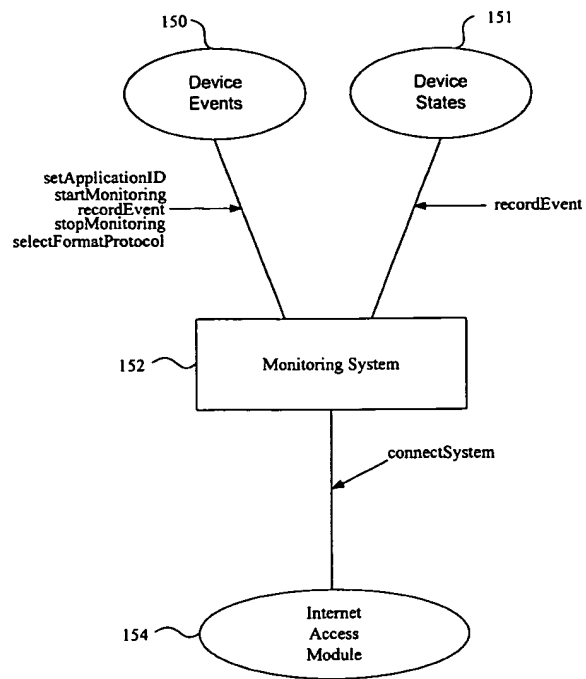 150
151
Device
Events
Device
States
setApplicationID
startMonitoring
recordEvent
stopMonitoring
selectFormatProtocol
recordEvent
152
Monitoring System
connectSystem
154
Internet
Access
Module